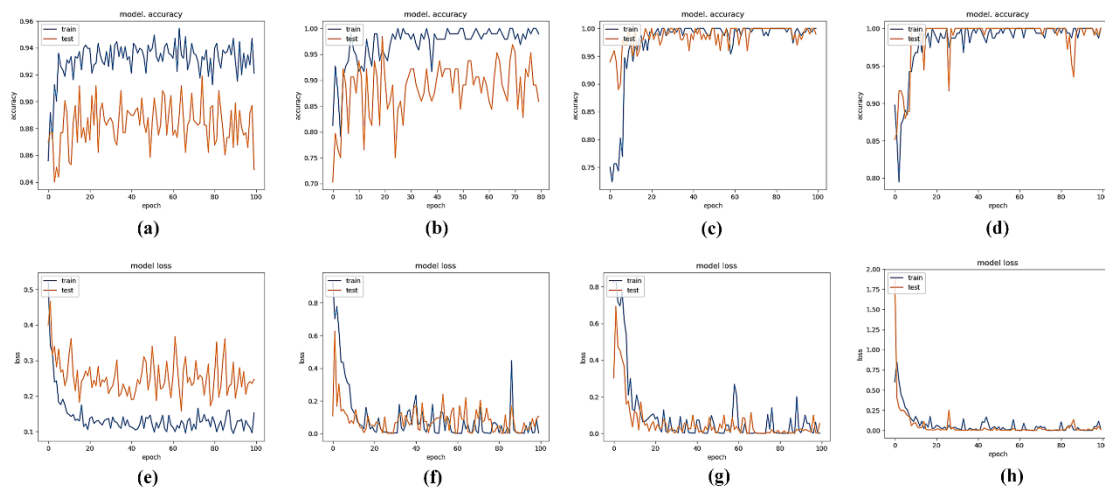 model. accuracy
accuracy
0.96
0.94
0.92
0.90
0.88
0.86
0.84
train
test
0 20 40 60 80 100
epoch
(a)
model. accuracy
accuracy
1.00
0.95
0.90
0.85
0.80
0.75
0.70
train
test
0 10 20 30 40 50 60 70 80
epoch
(b)
model accuracy
accuracy
1.00
0.95
0.90
0.85
0.80
0.75
train
test
0 20 40 60 80 100
epoch
(c)
model accuracy
accuracy
1.00
0.95
0.90
0.85
0.80
train
test
0 20 40 60 80 100
epoch
(d)
model loss
loss
0.5
0.4
0.3
0.2
0.1
train
test
0 20 40 60 80 100
epoch
(e)
model loss
loss
0.8
0.6
0.4
0.2
0.0
train
test
0 20 40 60 80 100
epoch
(f)
model loss
loss
0.8
0.6
0.4
0.2
0.0
train
test
0 20 40 60 80 100
epoch
(g)
model loss
loss
2.00
1.75
1.50
1.25
1.00
0.75
0.50
0.25
0.00
train
test
0 20 40 60 80 100
epoch
(h)